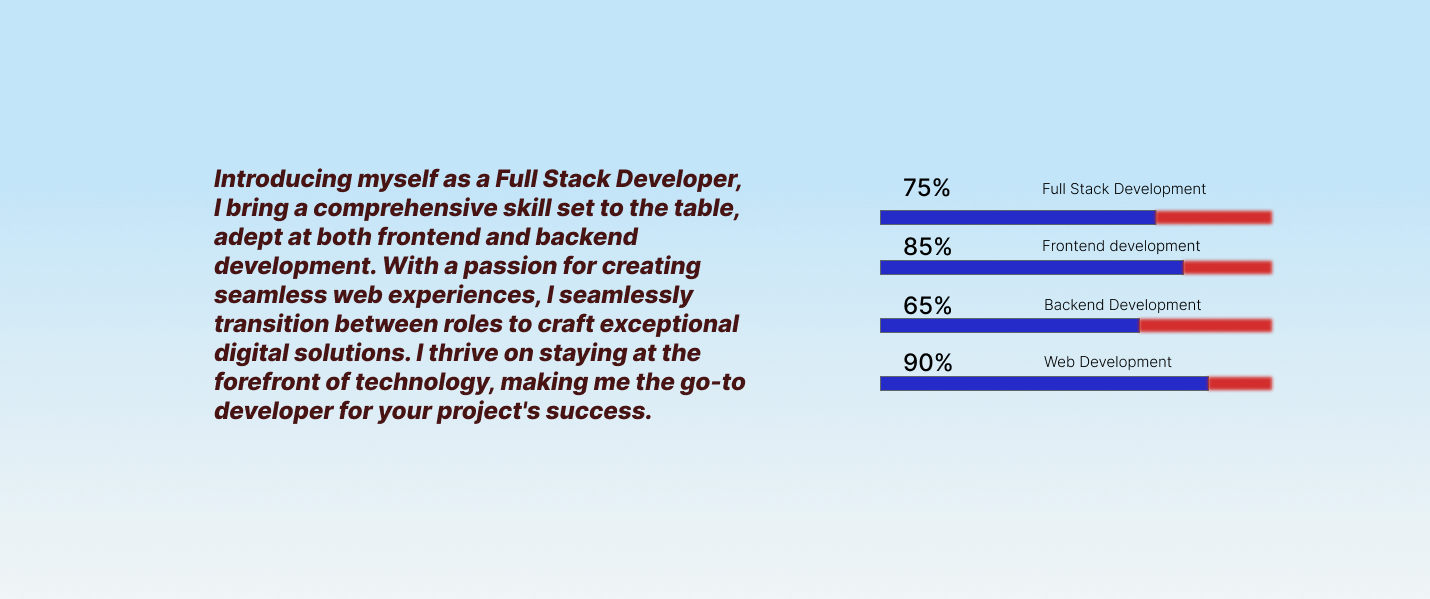 Introducing myself as a Full Stack Developer,
I bring a comprehensive skill set to the table,
adept at both frontend and backend
development. With a passion for creating
seamless web experiences, I seamlessly
transition between roles to craft exceptional
digital solutions. I thrive on staying at the
forefront of technology, making me the go-to
developer for your project's success.
75% Full Stack Development
85% Frontend development
65% Backend Development
90% Web Development